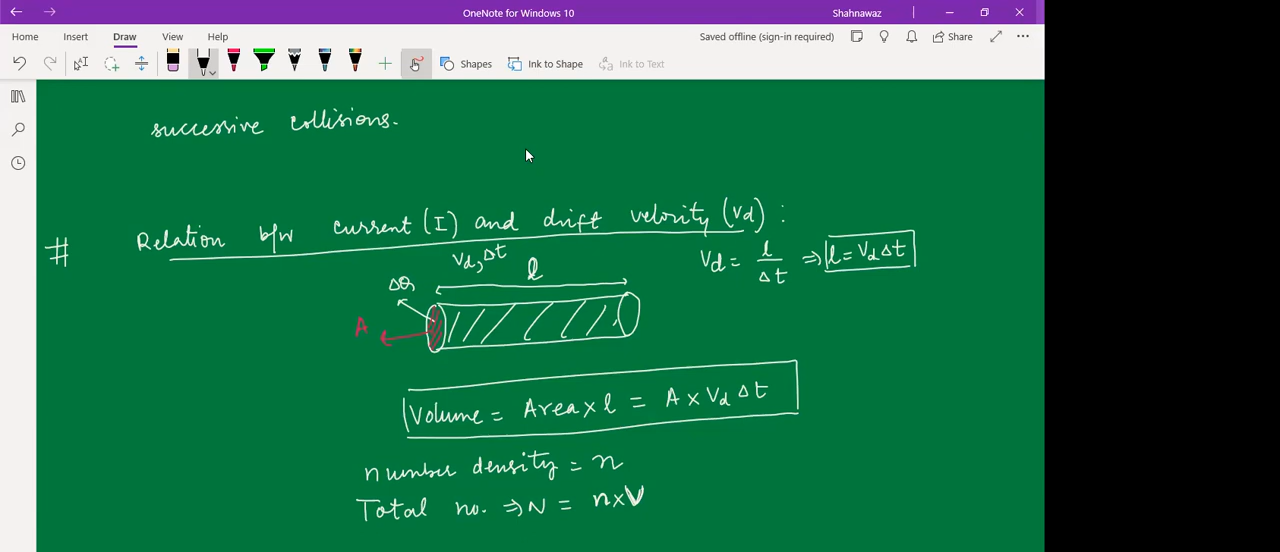 OneNote for Windows 10
Shahnawaz
Home Insert Draw View Help
Saved offline (sign-in required)
Share
Shapes
Ink to Shape
Ink to Text
successive collisions.
# Relation b/w current (I) and drift velocity (Vd) :
Vd, Δt
l
Vd = l / Δt ⇒ l = Vd Δt
ΔQ
A
Volume = Area × l = A × Vd Δt
number density = n
Total no. ⇒ N = n×V